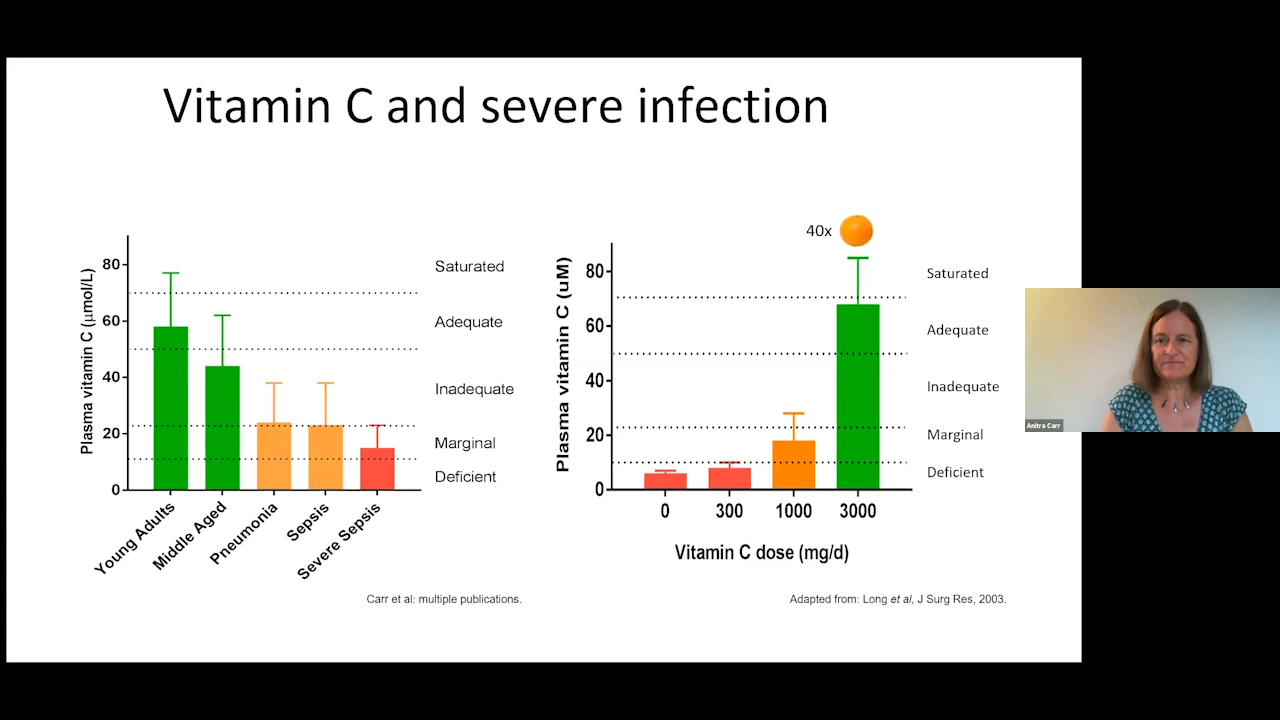 Vitamin C and severe infection
Plasma vitamin C (µmol/L)
80
60
40
20
0
Saturated
Adequate
Inadequate
Marginal
Deficient
Young Adults
Middle Aged
Pneumonia
Sepsis
Severe Sepsis
Carr et al: multiple publications.
40x
Plasma vitamin C (uM)
80
60
40
20
0
Saturated
Adequate
Inadequate
Marginal
Deficient
0 300 1000 3000
Vitamin C dose (mg/d)
Adapted from: Long et al, J Surg Res, 2003.
Anitra Carr